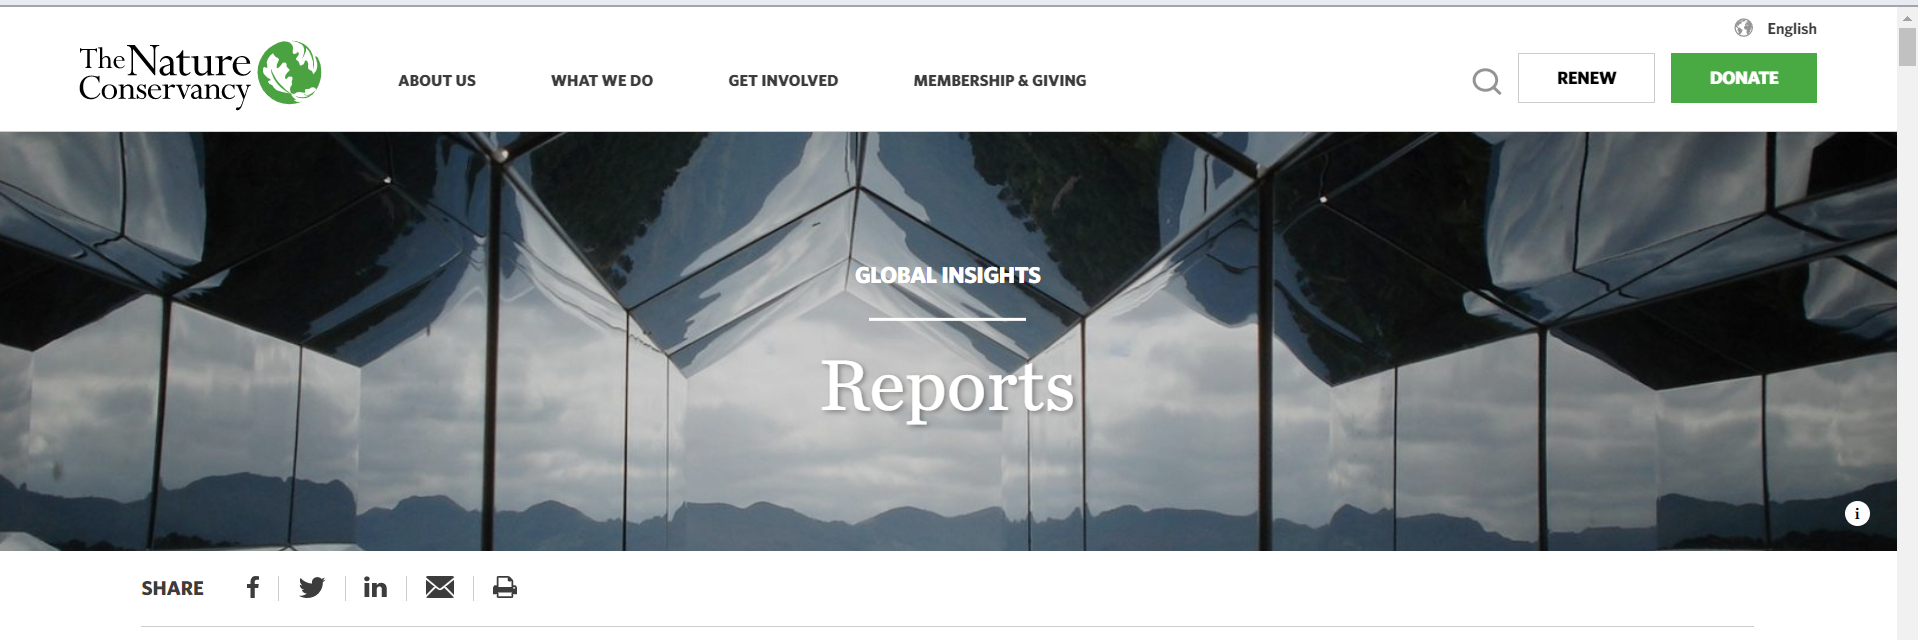 English
The Nature
Conservancy
ABOUT US
WHAT WE DO
GET INVOLVED
MEMBERSHIP & GIVING
RENEW
DONATE
GLOBAL INSIGHTS
Reports
i
SHARE